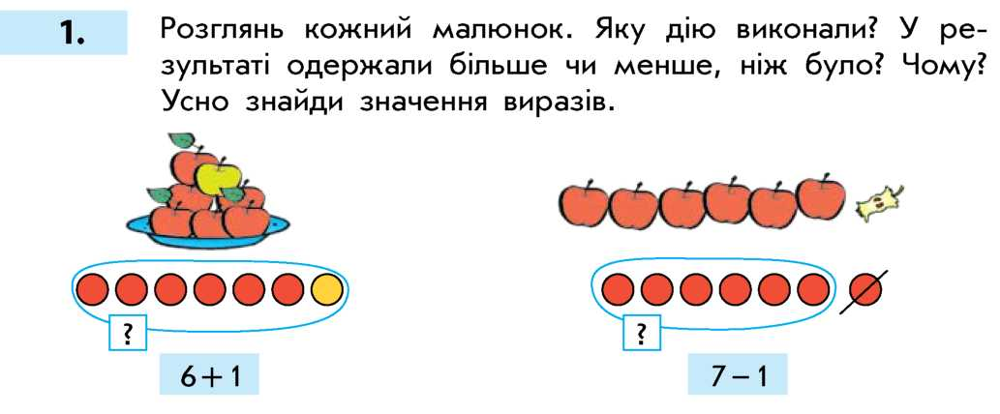 1. Розглянь кожний малюнок. Яку дію виконали? У ре-
зультаті одержали більше чи менше, ніж було? Чому?
Усно знайди значення виразів.
? ?
6 + 1 7 – 1